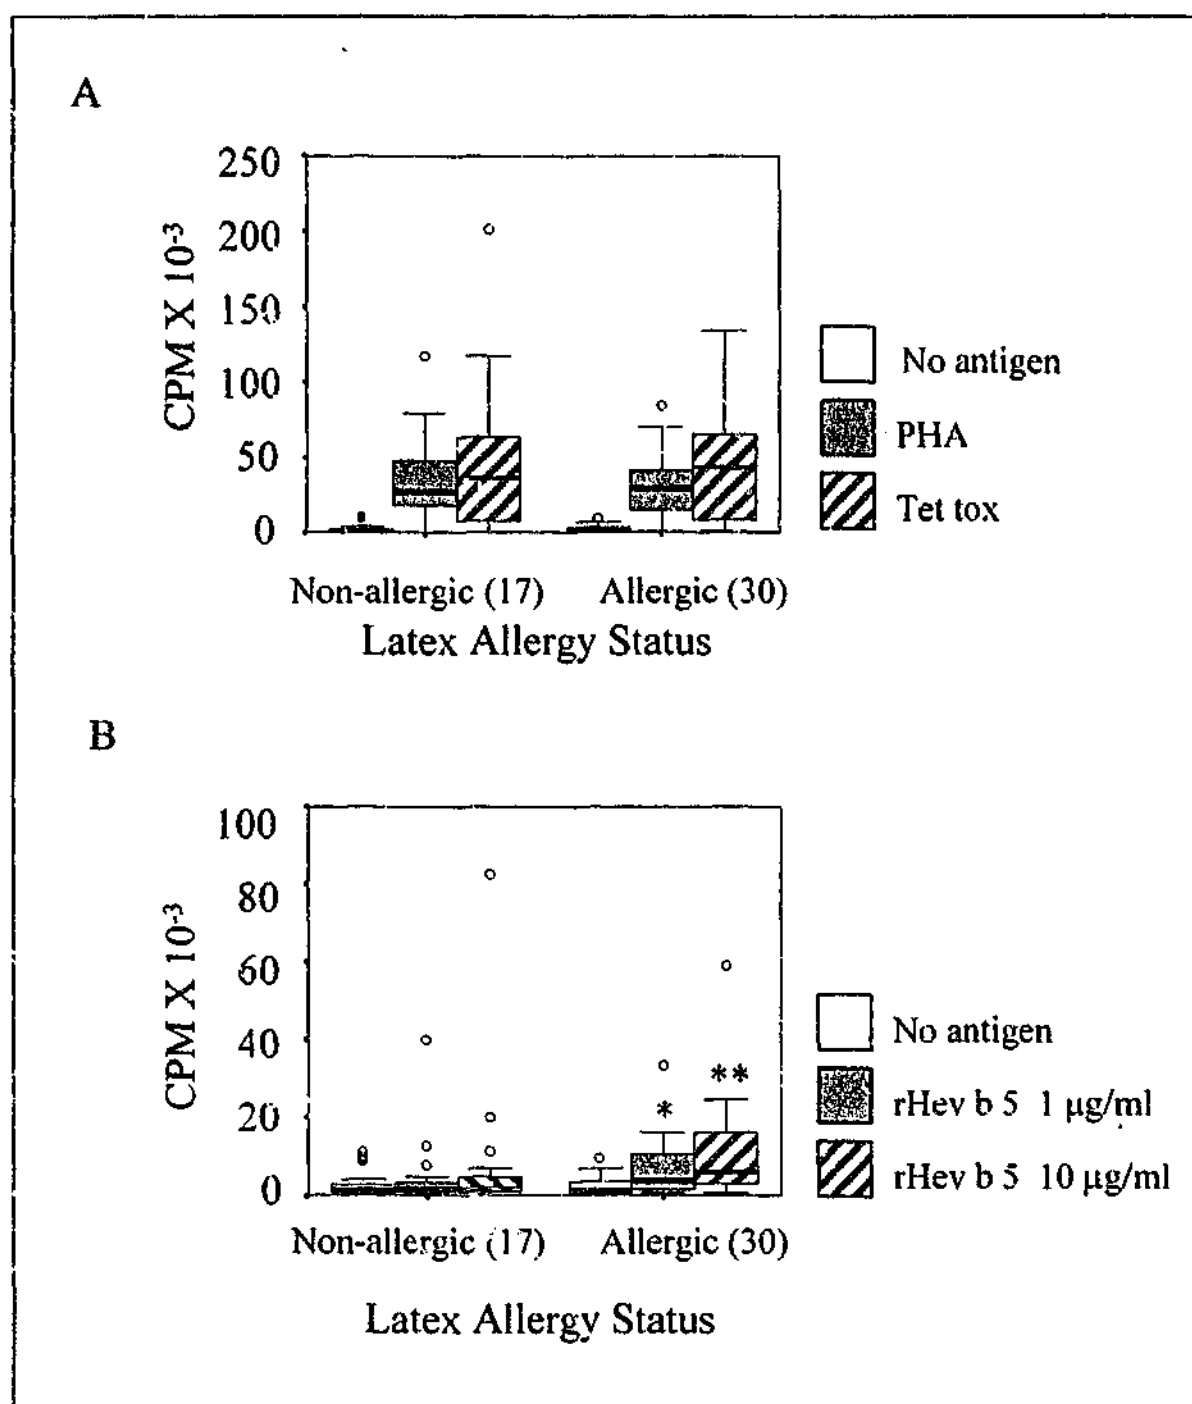 A
250
200
150
100
50
0
CPM X 10⁻³
No antigen
PHA
Tet tox
Non-allergic (17) Allergic (30)
Latex Allergy Status
B
100
80
60
40
20
0
CPM X 10⁻³
*
**
No antigen
rHev b 5 1 µg/ml
rHev b 5 10 µg/ml
Non-allergic (17) Allergic (30)
Latex Allergy Status